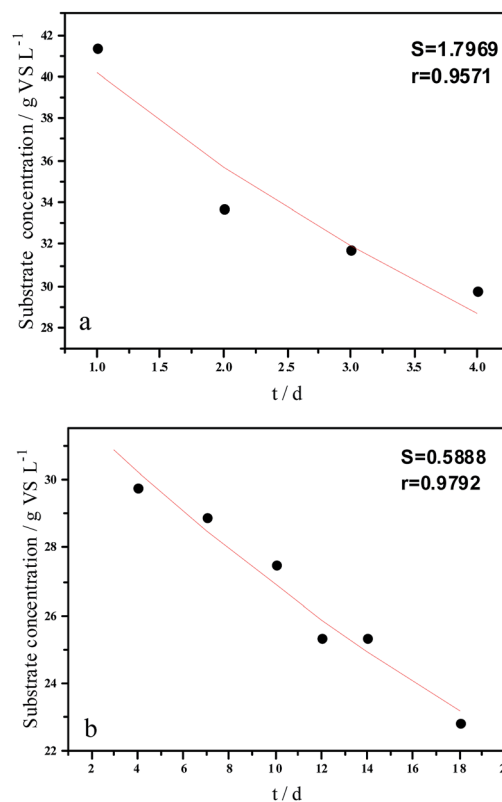 42
40
38
36
34
32
30
28
Substrate concentration / g VS L-1
S=1.7969
r=0.9571
a
1.0 1.5 2.0 2.5 3.0 3.5 4.0
t / d
30
28
26
24
22
Substrate concentration / g VS L-1
S=0.5888
r=0.9792
b
2 4 6 8 10 12 14 16 18 2
t / d